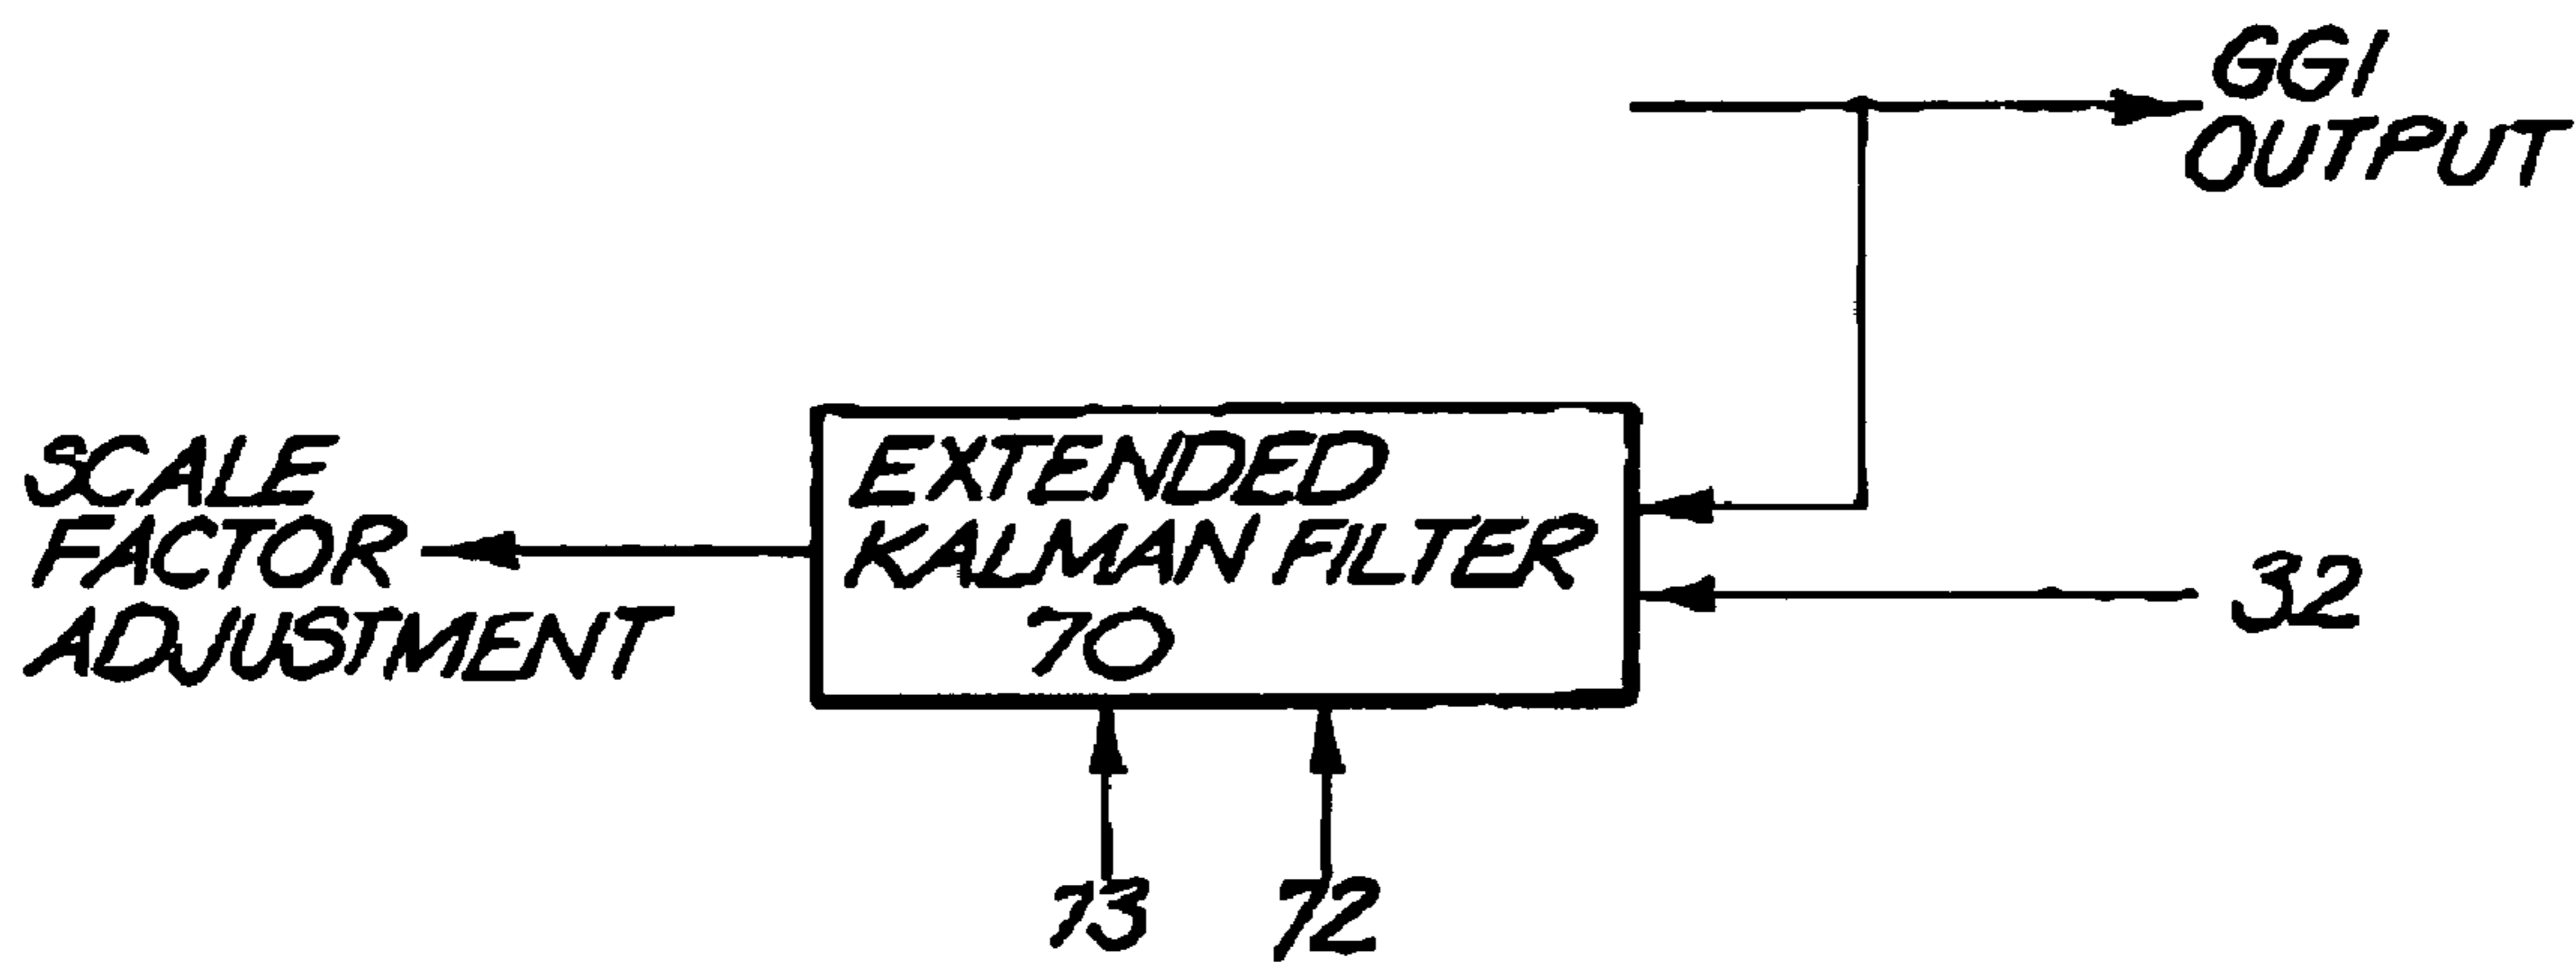 GGI
OUTPUT
SCALE
FACTOR
ADJUSTMENT
EXTENDED
KALMAN FILTER
70
32
73
72